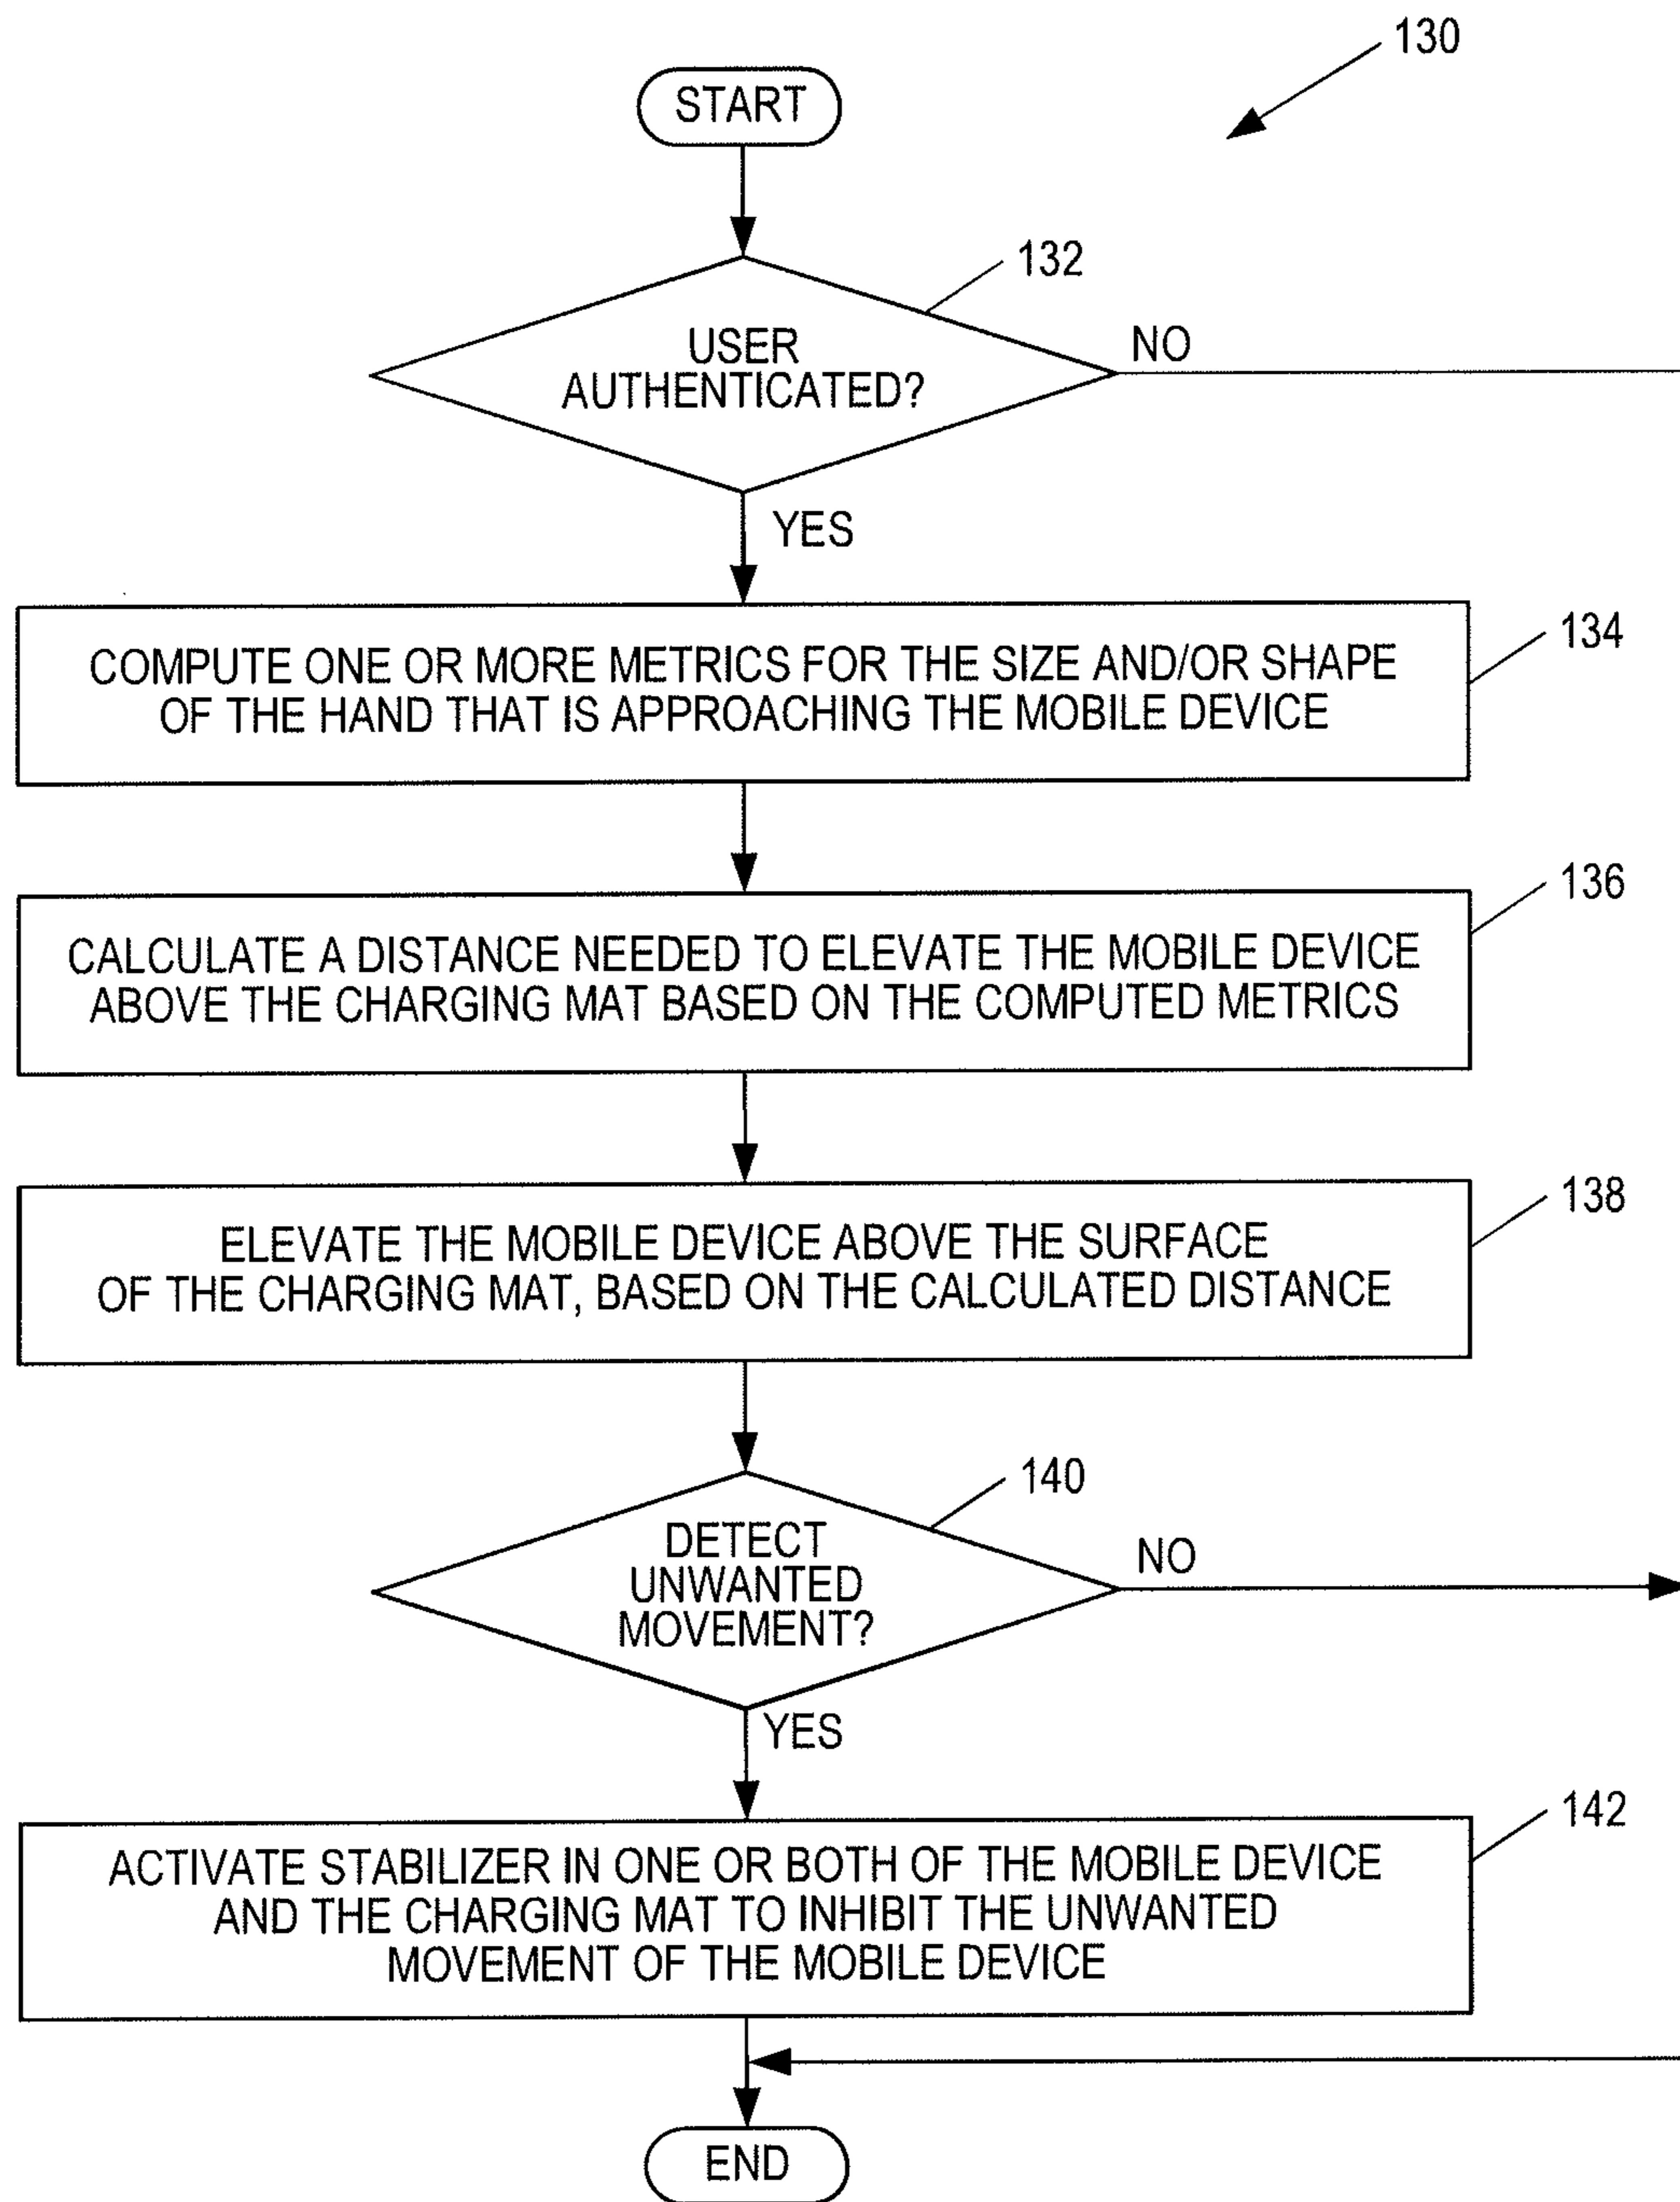 130
START
132
USER
AUTHENTICATED?
NO
YES
134
COMPUTE ONE OR MORE METRICS FOR THE SIZE AND/OR SHAPE
OF THE HAND THAT IS APPROACHING THE MOBILE DEVICE
136
CALCULATE A DISTANCE NEEDED TO ELEVATE THE MOBILE DEVICE
ABOVE THE CHARGING MAT BASED ON THE COMPUTED METRICS
138
ELEVATE THE MOBILE DEVICE ABOVE THE SURFACE
OF THE CHARGING MAT, BASED ON THE CALCULATED DISTANCE
140
DETECT
UNWANTED
MOVEMENT?
NO
YES
142
ACTIVATE STABILIZER IN ONE OR BOTH OF THE MOBILE DEVICE
AND THE CHARGING MAT TO INHIBIT THE UNWANTED
MOVEMENT OF THE MOBILE DEVICE
END